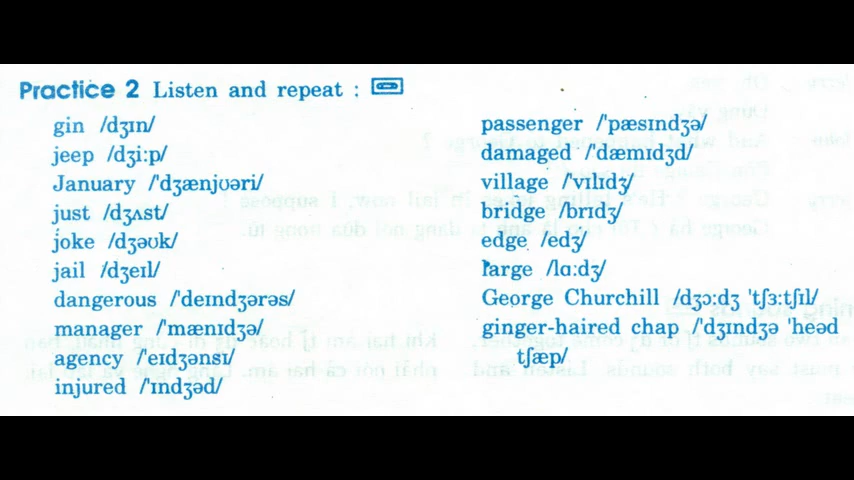 Practice 2 Listen and repeat :
gin /dʒɪn/
jeep /dʒi:p/
January /'dʒænjʊəri/
just /dʒʌst/
joke /dʒəʊk/
jail /dʒeɪl/
dangerous /'deɪndʒərəs/
manager /'mænɪdʒə/
agency /'eɪdʒənsɪ/
injured /'ɪndʒəd/
passenger /'pæsɪndʒə/
damaged /'dæmɪdʒd/
village /'vɪlɪdʒ/
bridge /brɪdʒ/
edge /edʒ/
large /lɑ:dʒ/
George Churchill /dʒɔ:dʒ 'tʃɜ:tʃɪl/
ginger-haired chap /'dʒɪndʒə 'heəd
tʃæp/